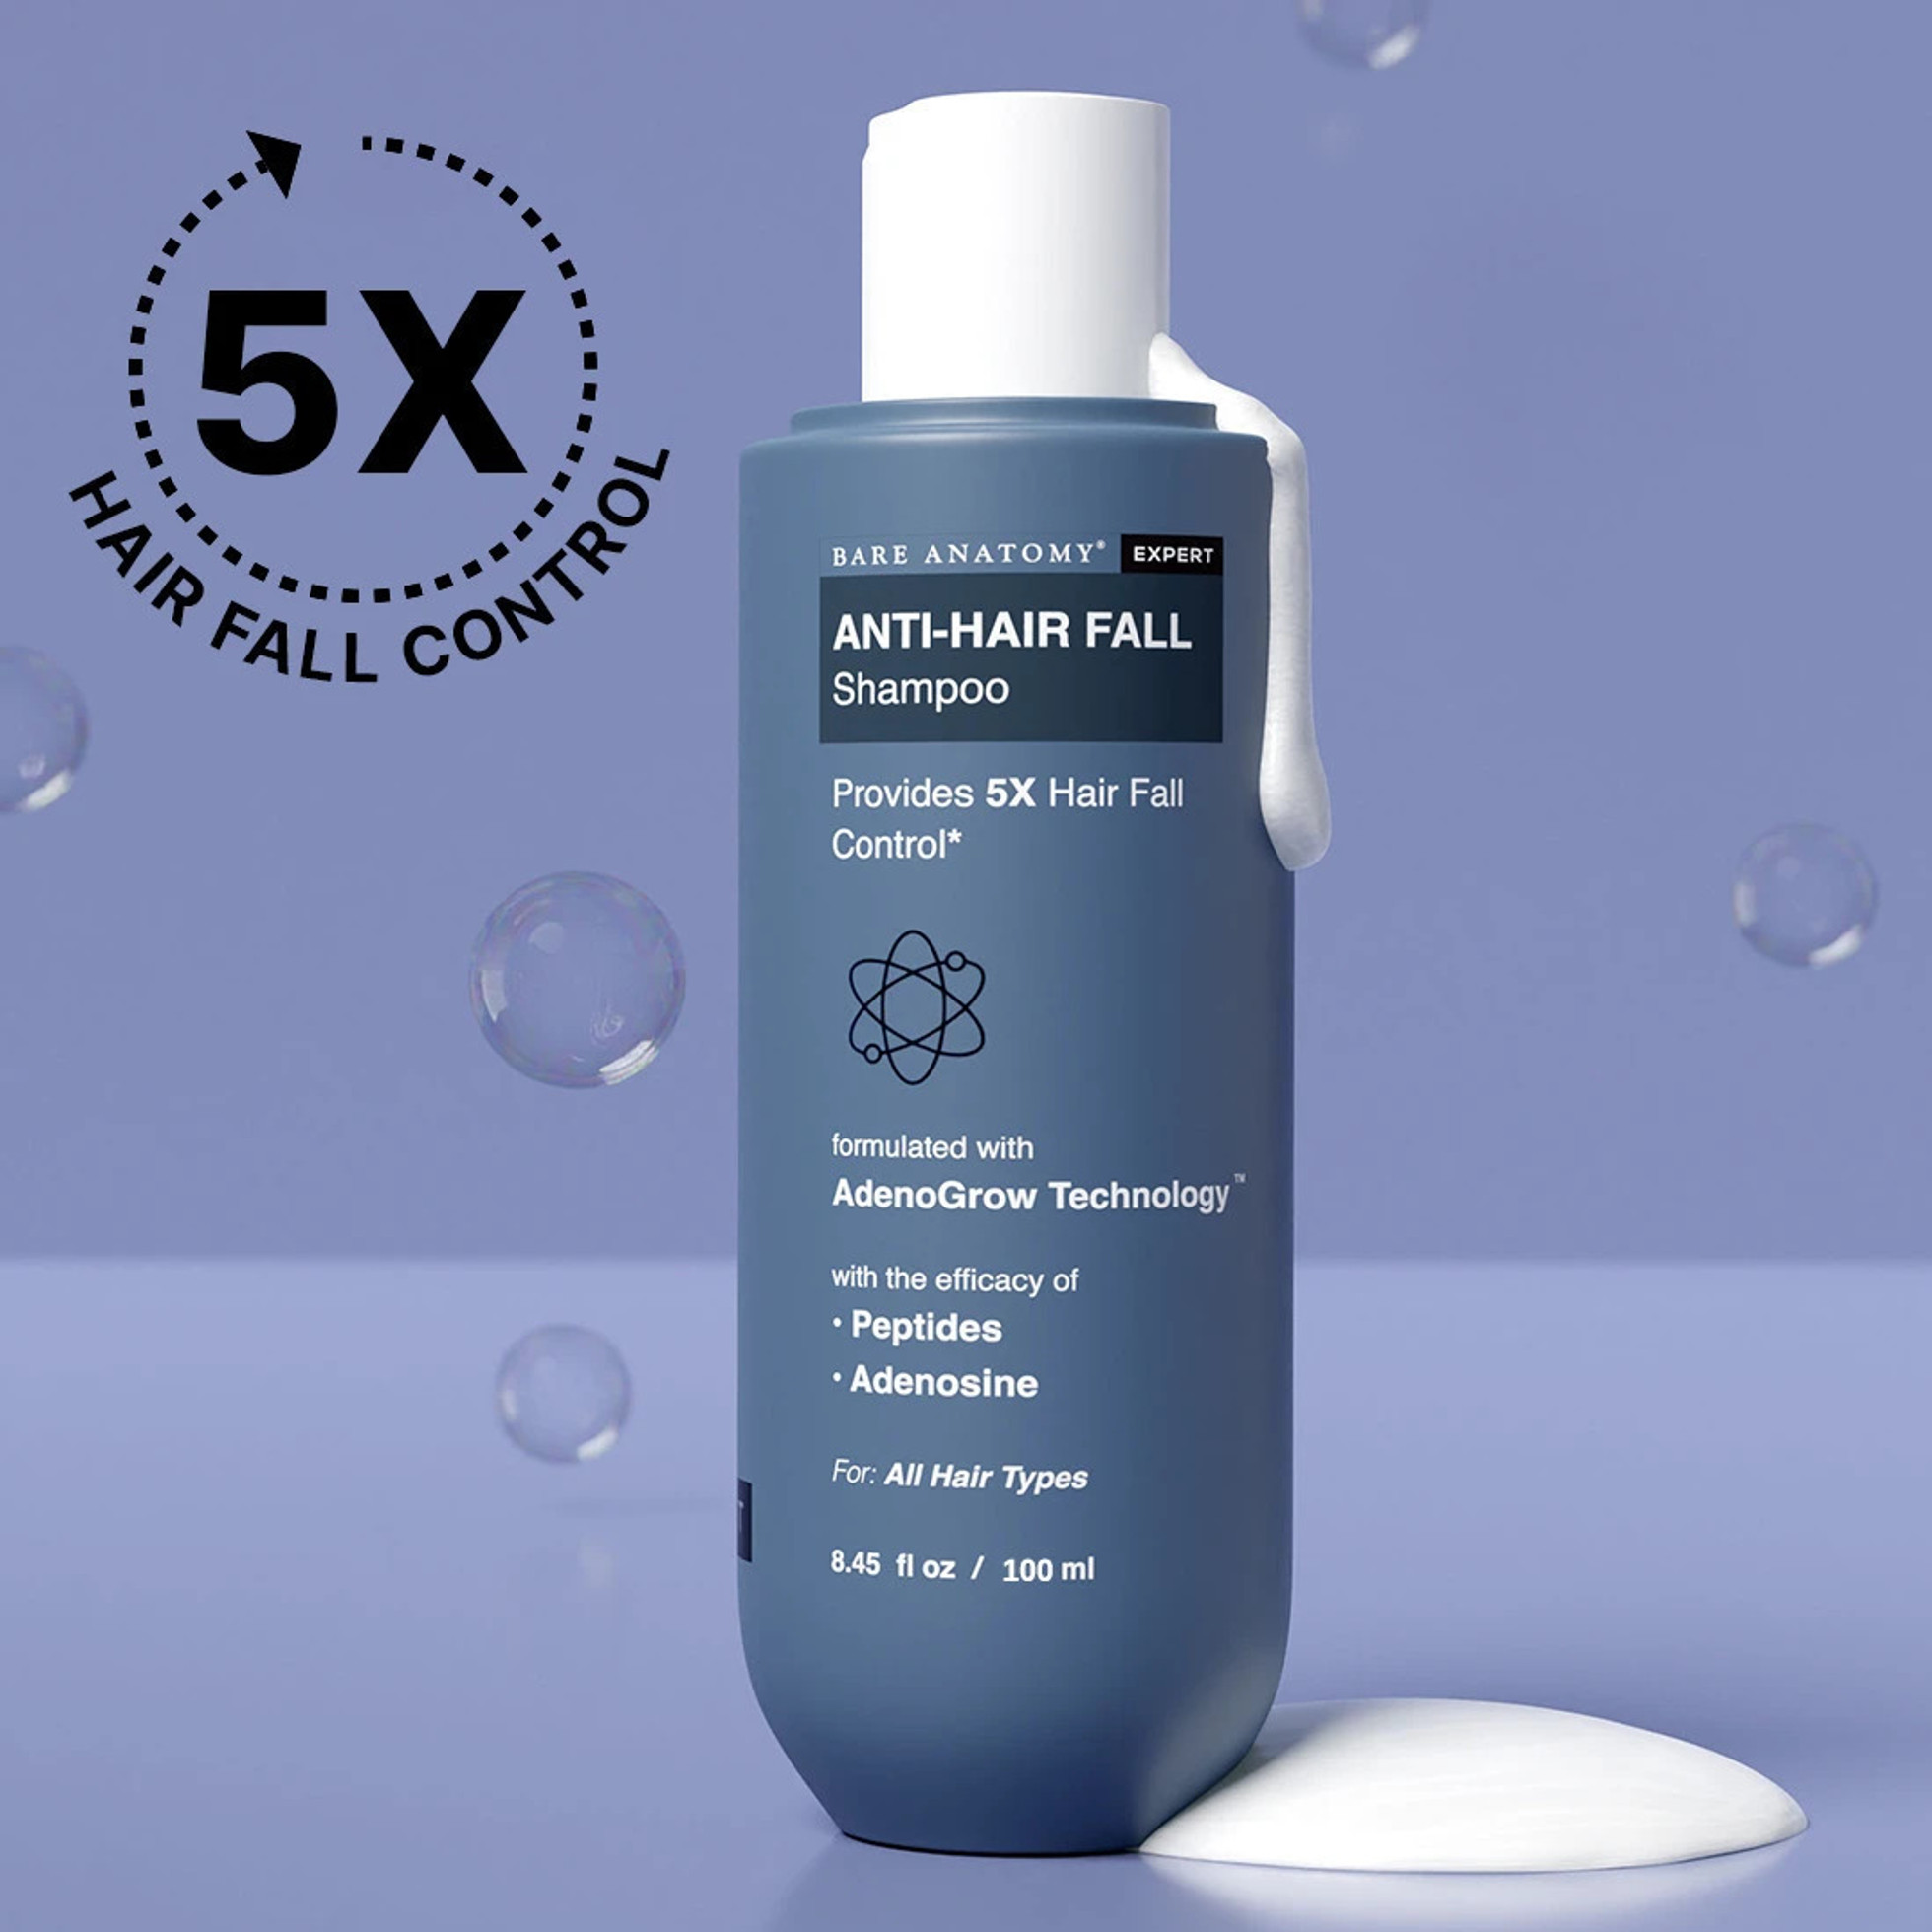 5X
HAIR FALL CONTROL
BARE ANATOMY® EXPERT
ANTI-HAIR FALL
Shampoo
Provides 5X Hair Fall
Control*
formulated with
AdenoGrow Technology™
with the efficacy of
• Peptides
• Adenosine
For: All Hair Types
8.45 fl oz / 100 ml